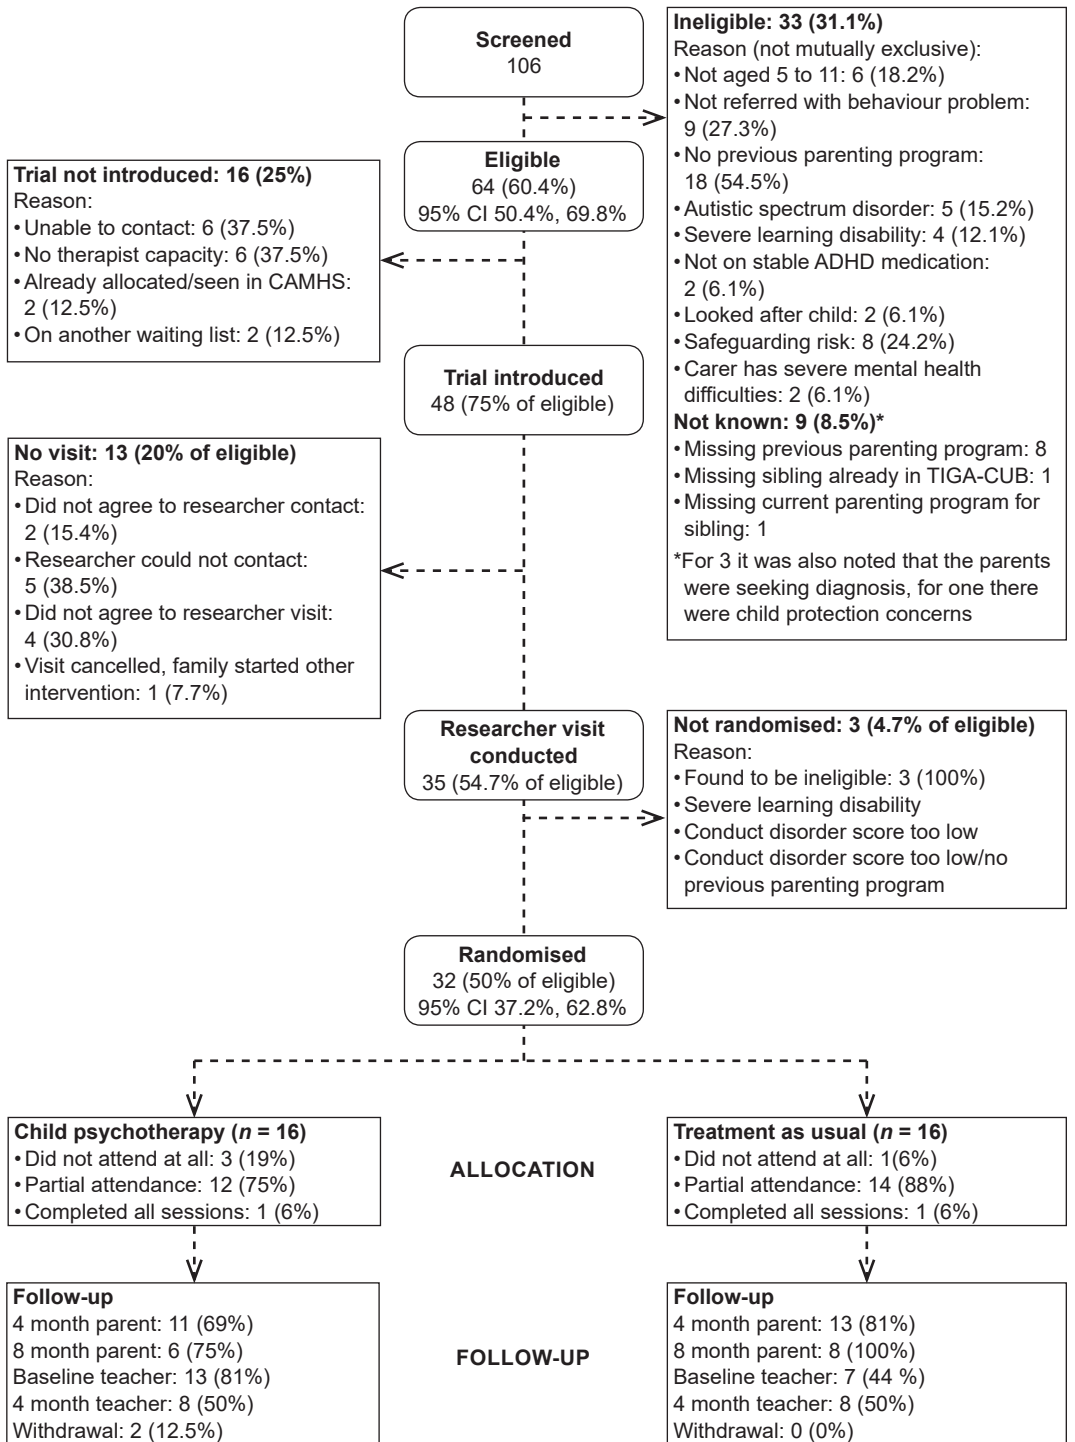 Screened
106
Ineligible: 33 (31.1%)
Reason (not mutually exclusive):
• Not aged 5 to 11: 6 (18.2%)
• Not referred with behaviour problem:
9 (27.3%)
• No previous parenting program:
18 (54.5%)
• Autistic spectrum disorder: 5 (15.2%)
• Severe learning disability: 4 (12.1%)
• Not on stable ADHD medication:
2 (6.1%)
• Looked after child: 2 (6.1%)
• Safeguarding risk: 8 (24.2%)
• Carer has severe mental health
difficulties: 2 (6.1%)
Not known: 9 (8.5%)*
• Missing previous parenting program: 8
• Missing sibling already in TIGA-CUB: 1
• Missing current parenting program for
sibling: 1
*For 3 it was also noted that the parents
were seeking diagnosis, for one there
were child protection concerns
Eligible
64 (60.4%)
95% CI 50.4%, 69.8%
Trial not introduced: 16 (25%)
Reason:
• Unable to contact: 6 (37.5%)
• No therapist capacity: 6 (37.5%)
• Already allocated/seen in CAMHS:
2 (12.5%)
• On another waiting list: 2 (12.5%)
Trial introduced
48 (75% of eligible)
No visit: 13 (20% of eligible)
Reason:
• Did not agree to researcher contact:
2 (15.4%)
• Researcher could not contact:
5 (38.5%)
• Did not agree to researcher visit:
4 (30.8%)
• Visit cancelled, family started other
intervention: 1 (7.7%)
Researcher visit
conducted
35 (54.7% of eligible)
Not randomised: 3 (4.7% of eligible)
Reason:
• Found to be ineligible: 3 (100%)
• Severe learning disability
• Conduct disorder score too low
• Conduct disorder score too low/no
previous parenting program
Randomised
32 (50% of eligible)
95% CI 37.2%, 62.8%
Child psychotherapy (n = 16)
• Did not attend at all: 3 (19%)
• Partial attendance: 12 (75%)
• Completed all sessions: 1 (6%)
ALLOCATION
Treatment as usual (n = 16)
• Did not attend at all: 1(6%)
• Partial attendance: 14 (88%)
• Completed all sessions: 1 (6%)
Follow-up
4 month parent: 11 (69%)
8 month parent: 6 (75%)
Baseline teacher: 13 (81%)
4 month teacher: 8 (50%)
Withdrawal: 2 (12.5%)
FOLLOW-UP
Follow-up
4 month parent: 13 (81%)
8 month parent: 8 (100%)
Baseline teacher: 7 (44 %)
4 month teacher: 8 (50%)
Withdrawal: 0 (0%)